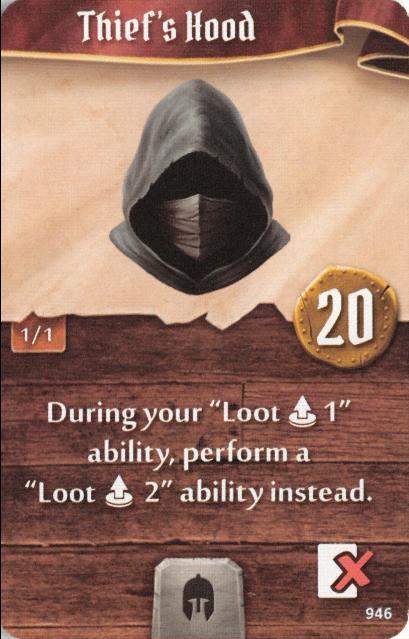 Thief's Hood
20
1/1
During your "Loot 1"
ability, perform a
"Loot 2" ability instead.
946